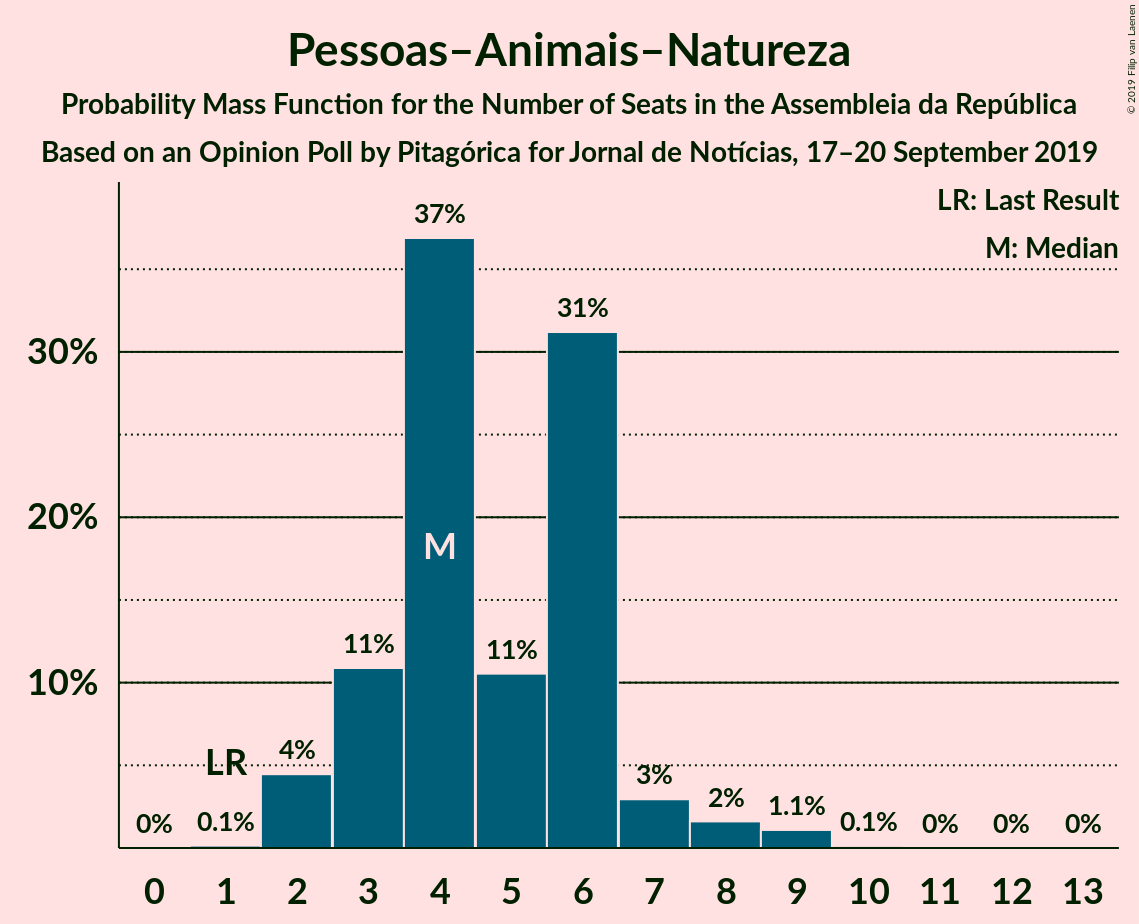 Pessoas–Animais–Natureza
Probability Mass Function for the Number of Seats in the Assembleia da República
Based on an Opinion Poll by Pitagórica for Jornal de Notícias, 17–20 September 2019
© 2019 Filip van Laenen
LR: Last Result
M: Median
37%
31%
30%
20%
M
11%
11%
10%
LR
4%
3%
2%
1.1%
0%
0.1%
0.1%
0%
0%
0%
0 1 2 3 4 5 6 7 8 9 10 11 12 13